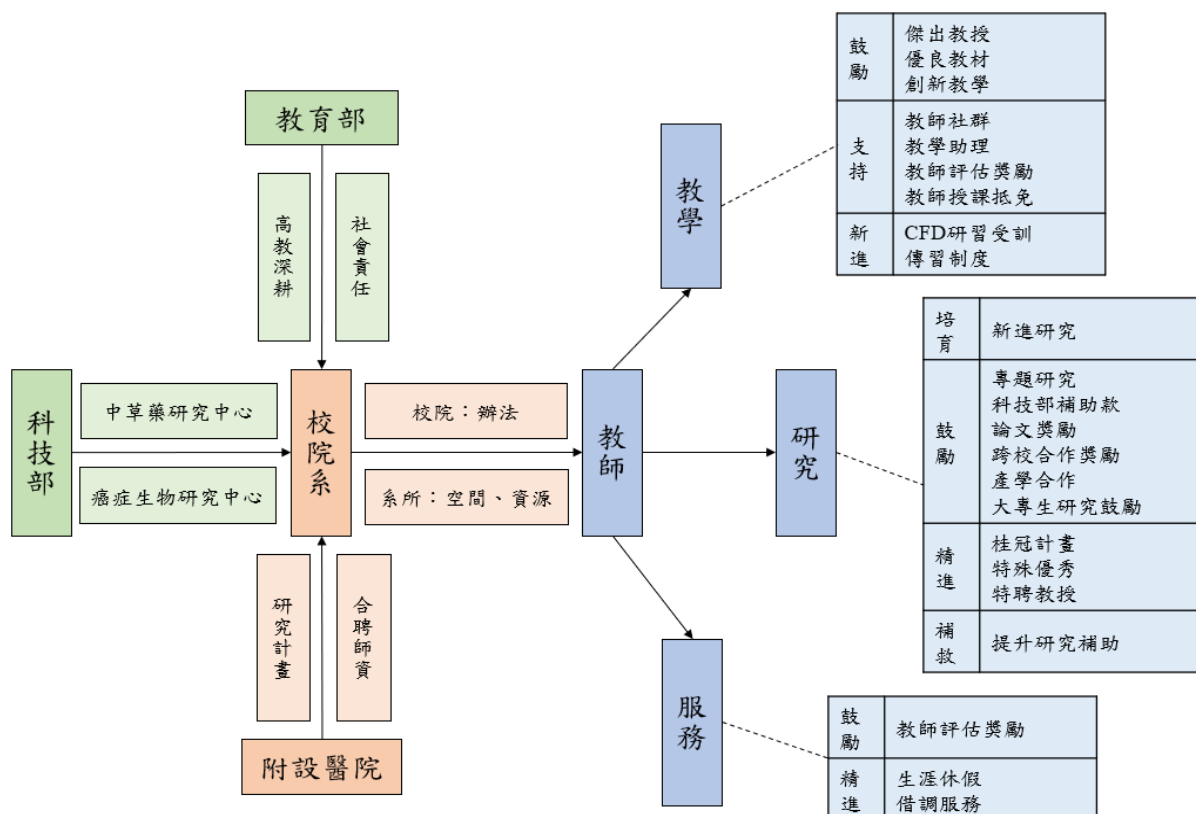 教育部
高教深耕
社會責任
科技部
中草藥研究中心
癌症生物研究中心
校院系
校院：辦法
系所：空間、資源
研究計畫
合聘師資
附設醫院
教師
教學
鼓勵
傑出教授
優良教材
創新教學
支持
教師社群
教學助理
教師評估獎勵
教師授課抵免
新進
CFD研習受訓
傳習制度
研究
培育
新進研究
鼓勵
專題研究
科技部補助款
論文獎勵
跨校合作獎勵
產學合作
大專生研究鼓勵
精進
桂冠計畫
特殊優秀
特聘教授
補救
提升研究補助
服務
鼓勵
教師評估獎勵
精進
生涯休假
借調服務